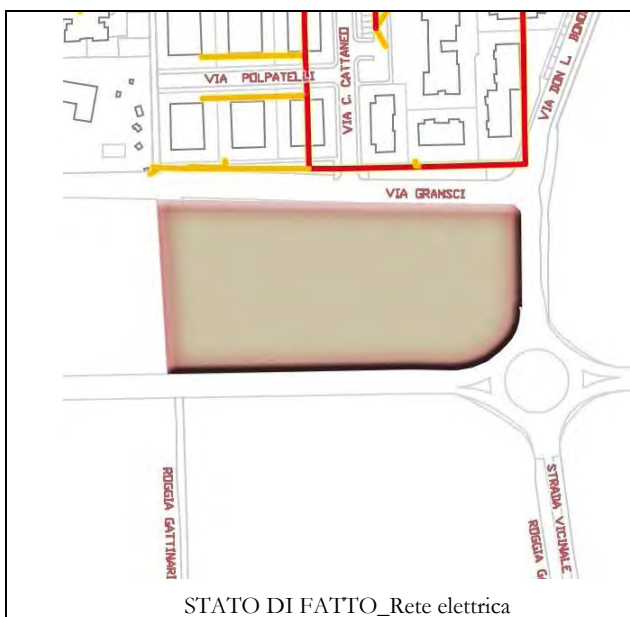 VIA POLPATELLI
VIA C. CATTANEO
VIA DON L.
VIA GRAMSCI
ROGGIA GATTINARI
STRADA VICINALE
ROGGIA
STATO DI FATTO_Rete elettrica